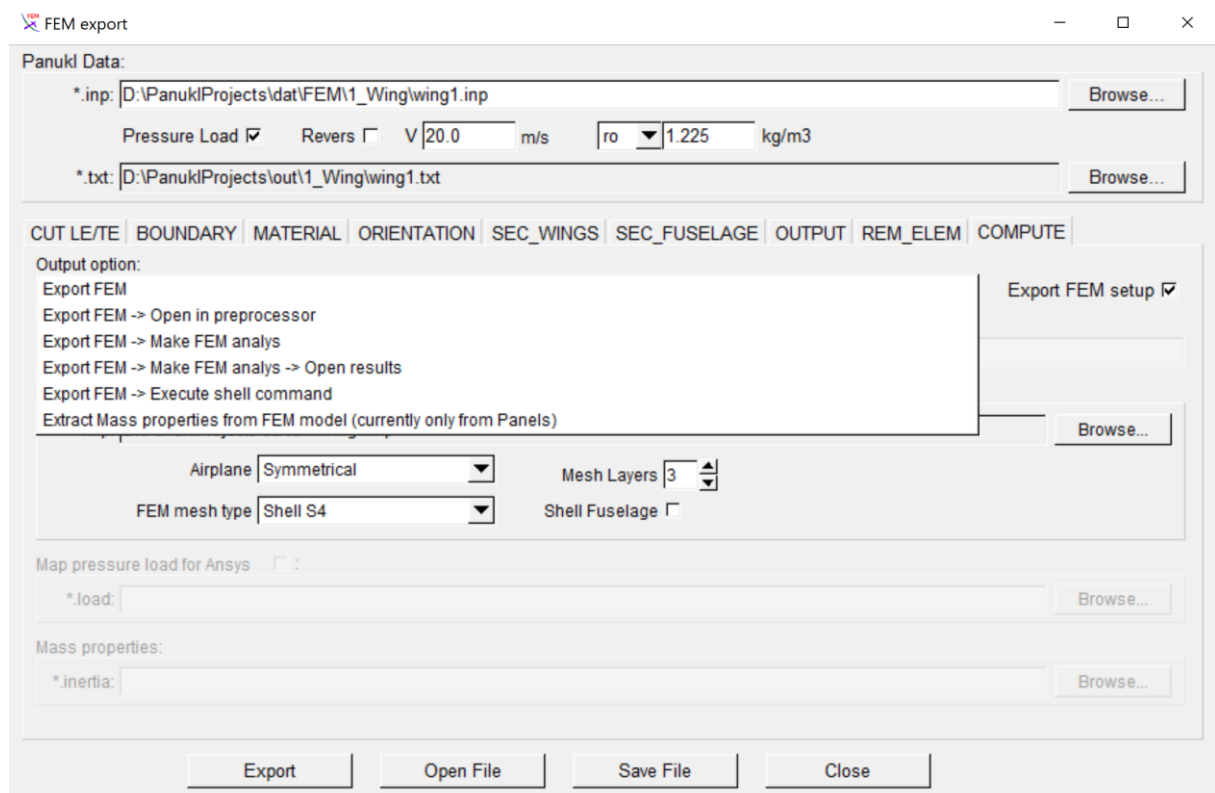 FEM export
Panukl Data:
*.inp: D:\PanuklProjects\dat\FEM\1_Wing\wing1.inp Browse...
Pressure Load Revers V 20.0 m/s ro 1.225 kg/m3
*.txt: D:\PanuklProjects\out\1_Wing\wing1.txt Browse...
CUT LE/TE BOUNDARY MATERIAL ORIENTATION SEC_WINGS SEC_FUSELAGE OUTPUT REM_ELEM COMPUTE
Output option:
Export FEM
Export FEM setup
Export FEM -> Open in preprocessor
Export FEM -> Make FEM analys
Export FEM -> Make FEM analys -> Open results
Export FEM -> Execute shell command
Extract Mass properties from FEM model (currently only from Panels)
Browse...
Airplane Symmetrical Mesh Layers 3
FEM mesh type Shell S4 Shell Fuselage
Map pressure load for Ansys :
*.load: Browse...
Mass properties:
*.inertia: Browse...
Export Open File Save File Close